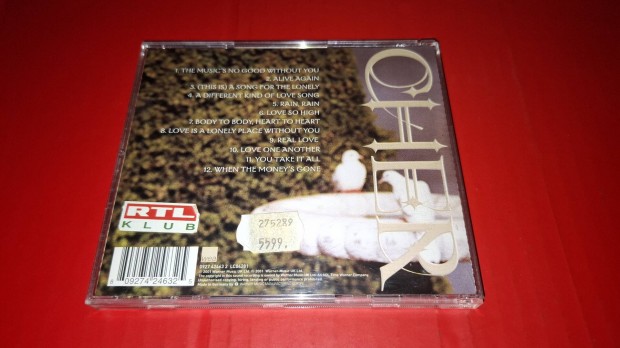 1. THE MUSIC'S NO GOOD WITHOUT YOU
2. ALIVE AGAIN
3. (THIS IS) A SONG FOR THE LONELY
4. A DIFFERENT KIND OF LOVE SONG
5. RAIN, RAIN
6. LOVE SO HIGH
7. BODY TO BODY, HEART TO HEART
8. LOVE IS A LONELY PLACE WITHOUT YOU
9. REAL LOVE
10. LOVE ONE ANOTHER
11. YOU TAKE IT ALL
12. WHEN THE MONEY'S GONE
CHER
RTL
KLUB
275289
5599.
8 09274 24632 5